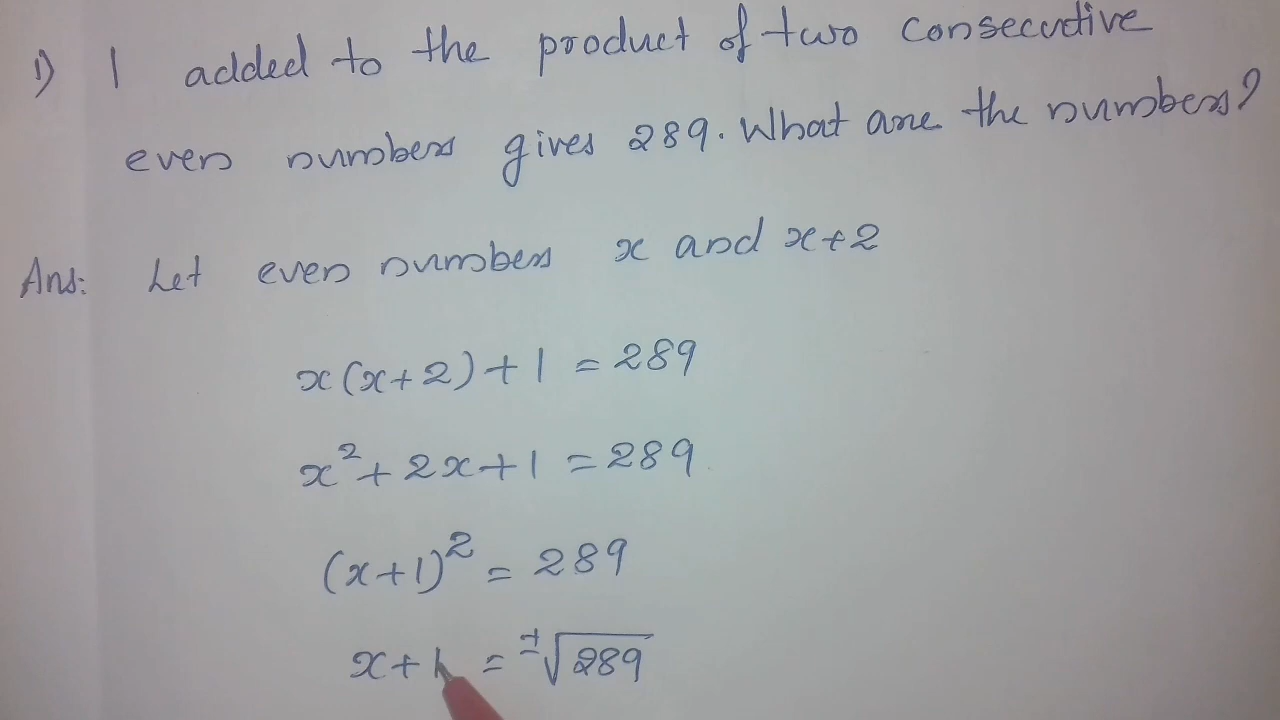 1) 1 added to the product of two consecutive
even numbers gives 289. What are the numbers?
Ans: Let even numbers x and x+2
x(x+2)+1 = 289
x²+2x+1 = 289
(x+1)² = 289
x+1 = ±√289